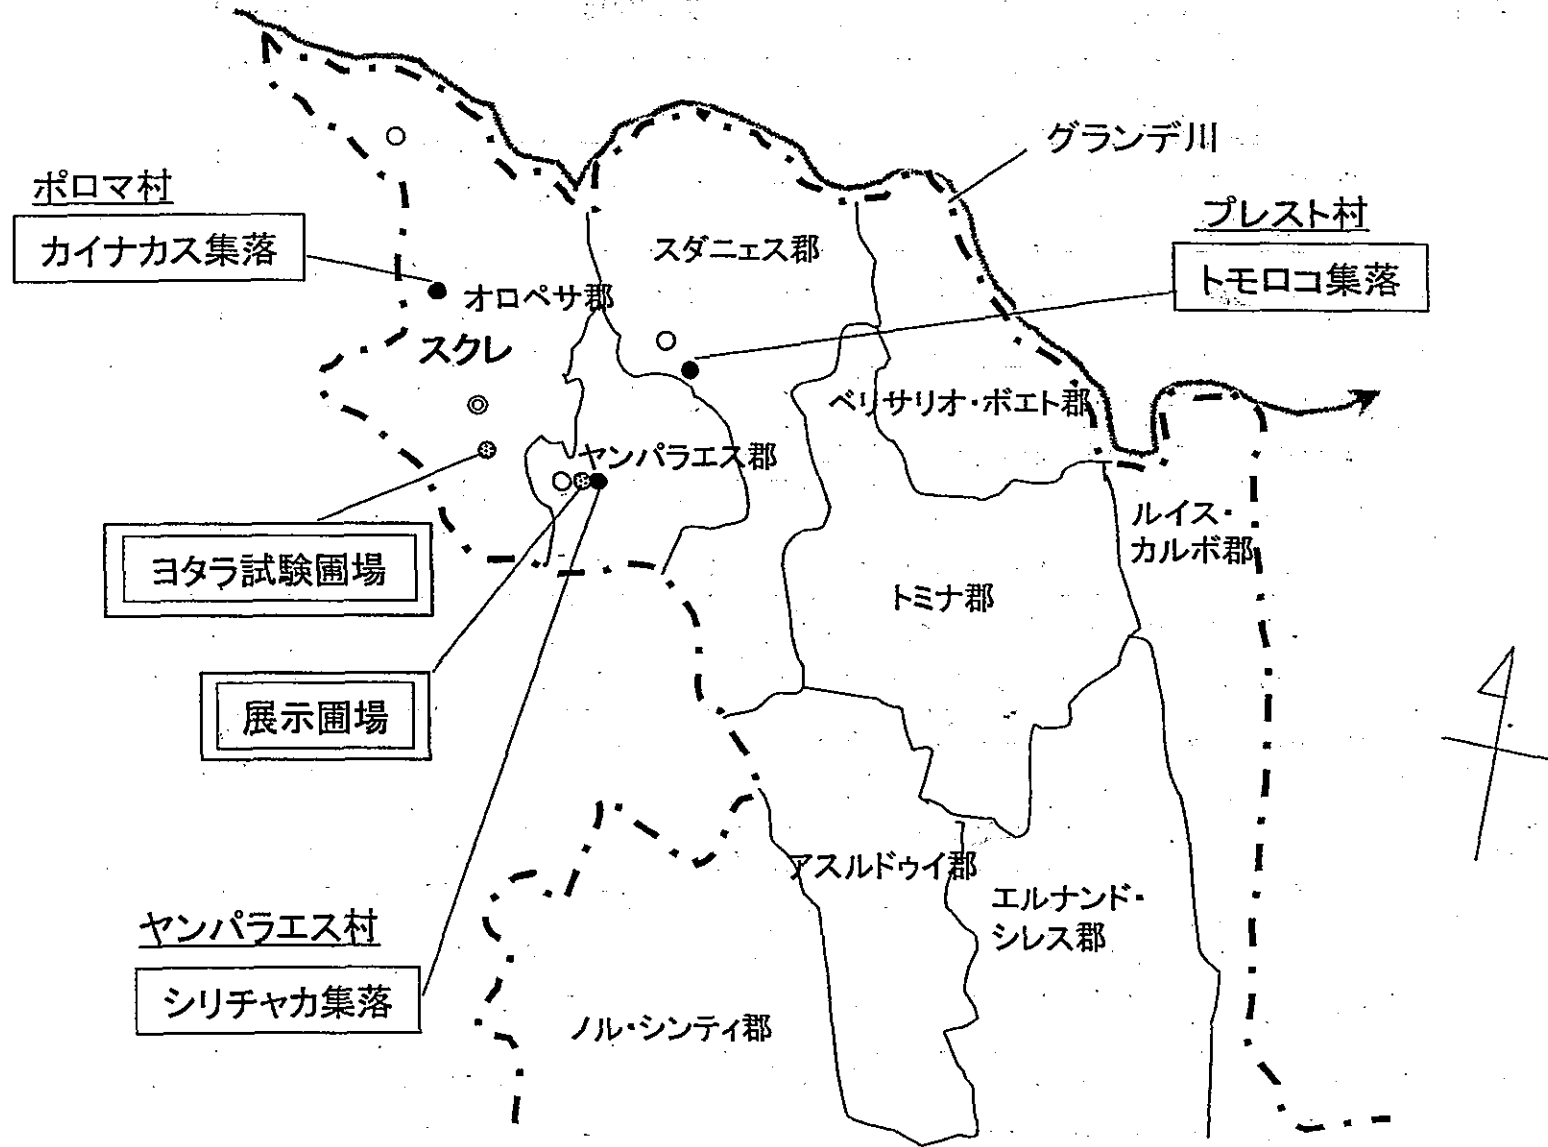 グランデ川
ポロマ村
カイナカス集落
プレスト村
トモロコ集落
スダニェス郡
オロペサ郡
スクレ
ベリサリオ・ボエト郡
ヤンパラエス郡
ルイス・
カルボ郡
ヨタラ試験圃場
トミナ郡
展示圃場
アスルドゥイ郡
エルナンド・
シレス郡
ヤンパラエス村
シリチャカ集落
ノル・シンティ郡